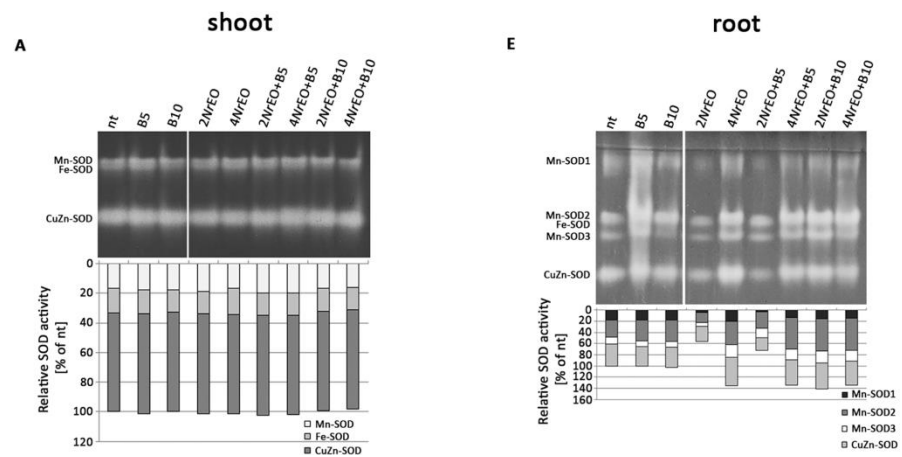 shoot
A
nt
B5
B10
2NrEO
4NrEO
2NrEO+B5
4NrEO+B5
2NrEO+B10
4NrEO+B10
Mn-SOD
Fe-SOD
CuZn-SOD
Relative SOD activity
[% of nt]
0
20
40
60
80
100
120
Mn-SOD
Fe-SOD
CuZn-SOD
root
E
nt
B5
B10
2NrEO
4NrEO
2NrEO+B5
4NrEO+B5
2NrEO+B10
4NrEO+B10
Mn-SOD1
Mn-SOD2
Fe-SOD
Mn-SOD3
CuZn-SOD
Relative SOD activity
[% of nt]
0
20
40
60
80
100
120
140
160
Mn-SOD1
Mn-SOD2
Mn-SOD3
CuZn-SOD